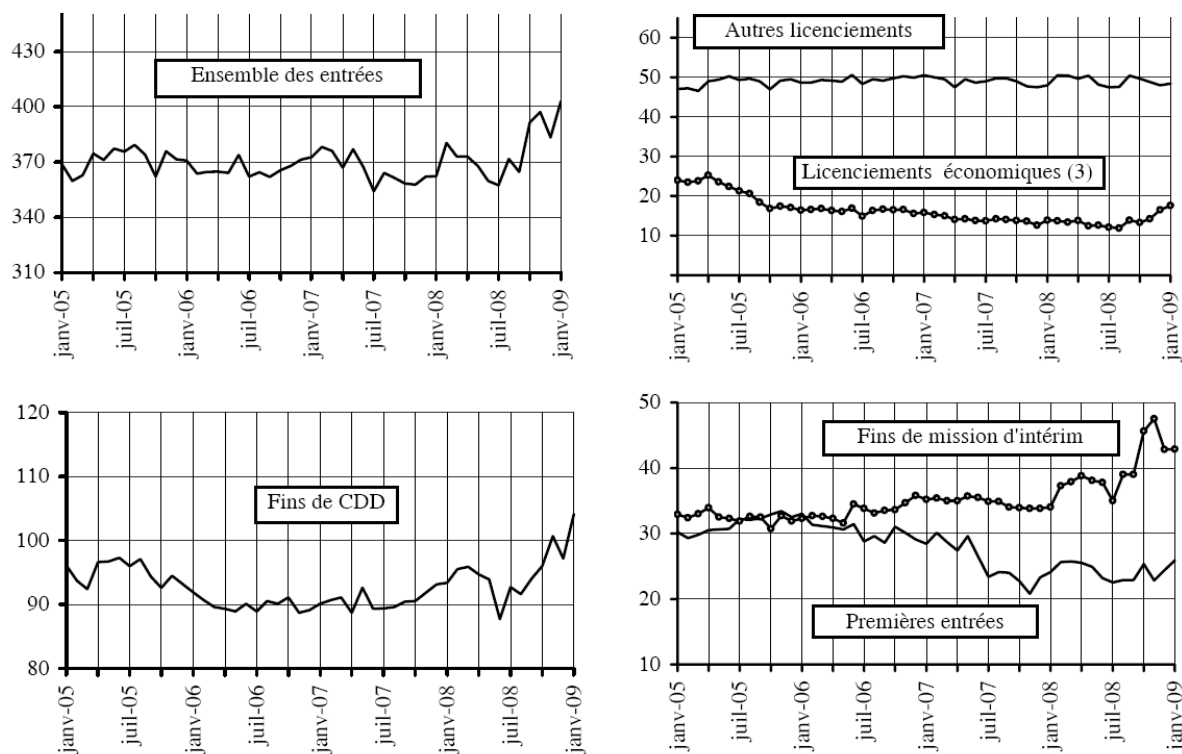 430
400
370
340
310
Ensemble des entrées
janv-05
juil-05
janv-06
juil-06
janv-07
juil-07
janv-08
juil-08
janv-09
60
50
40
30
20
10
Autres licenciements
Licenciements économiques (3)
janv-05
juil-05
janv-06
juil-06
janv-07
juil-07
janv-08
juil-08
janv-09
120
110
100
90
80
Fins de CDD
janv-05
juil-05
janv-06
juil-06
janv-07
juil-07
janv-08
juil-08
janv-09
50
40
30
20
10
Fins de mission d'intérim
Premières entrées
janv-05
juil-05
janv-06
juil-06
janv-07
juil-07
janv-08
juil-08
janv-09